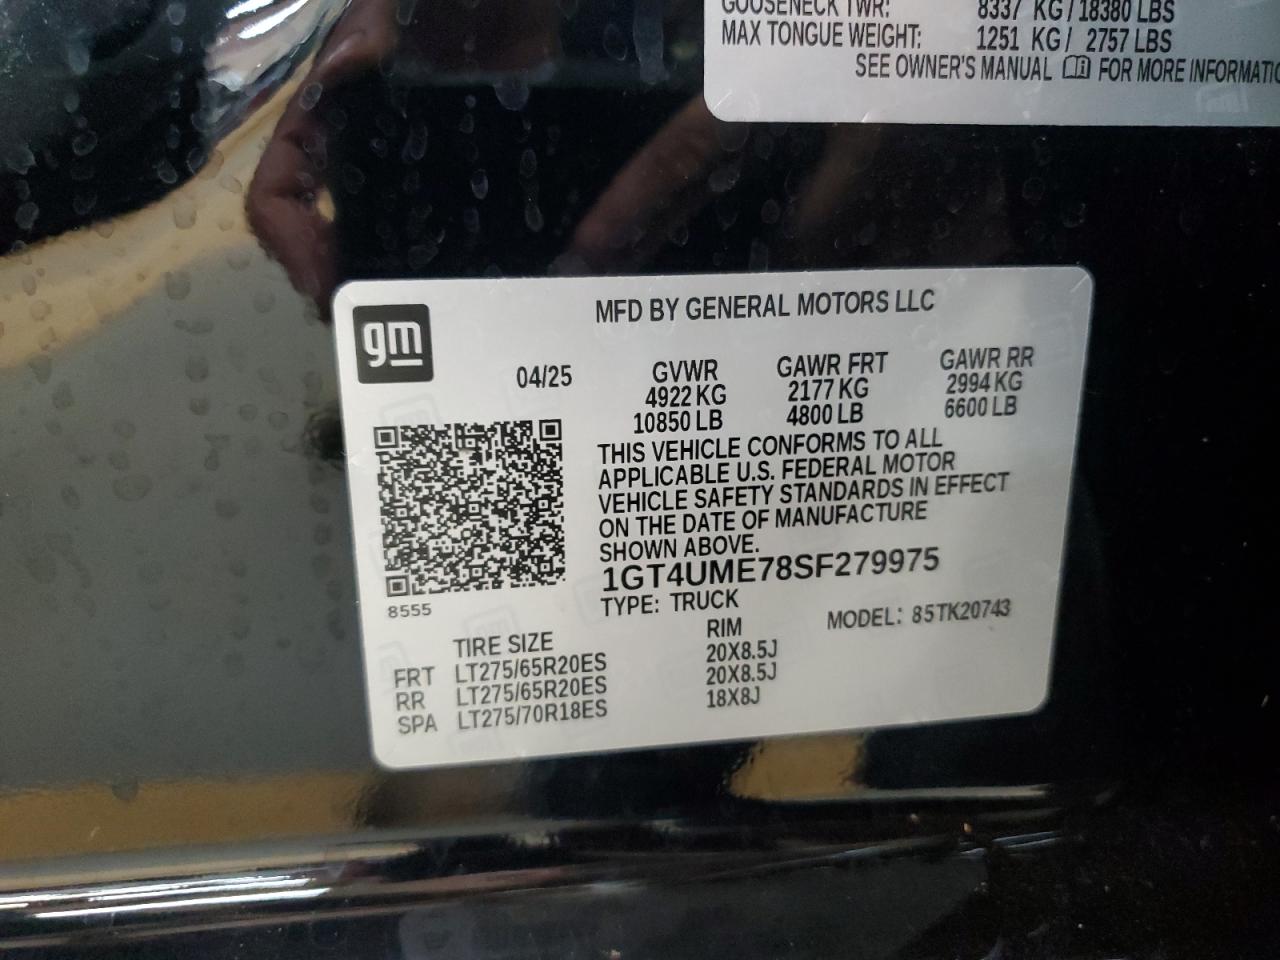 GOOSENECK TWR: 8337 KG / 18380 LBS
MAX TONGUE WEIGHT: 1251 KG / 2757 LBS
SEE OWNER'S MANUAL FOR MORE INFORMATIO
gm
MFD BY GENERAL MOTORS LLC
04/25 GVWR GAWR FRT GAWR RR
4922 KG 2177 KG 2994 KG
10850 LB 4800 LB 6600 LB
THIS VEHICLE CONFORMS TO ALL
APPLICABLE U.S. FEDERAL MOTOR
VEHICLE SAFETY STANDARDS IN EFFECT
ON THE DATE OF MANUFACTURE
SHOWN ABOVE.
1GT4UME78SF279975
8555
TYPE: TRUCK MODEL: 85TK20743
TIRE SIZE RIM
FRT LT275/65R20ES 20X8.5J
RR LT275/65R20ES 20X8.5J
SPA LT275/70R18ES 18X8J